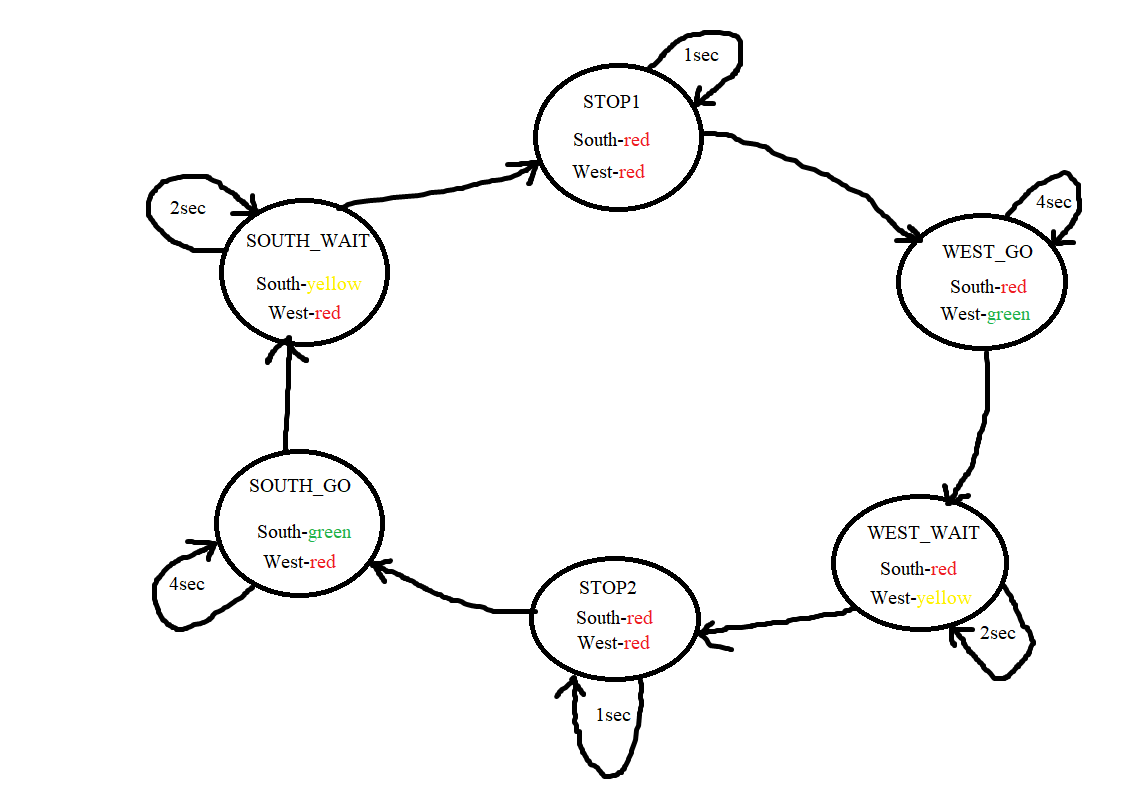 1sec
STOP1
South-red
West-red
2sec
SOUTH_WAIT
South-yellow
West-red
4sec
WEST_GO
South-red
West-green
SOUTH_GO
South-green
West-red
4sec
STOP2
South-red
West-red
1sec
WEST_WAIT
South-red
West-yellow
2sec